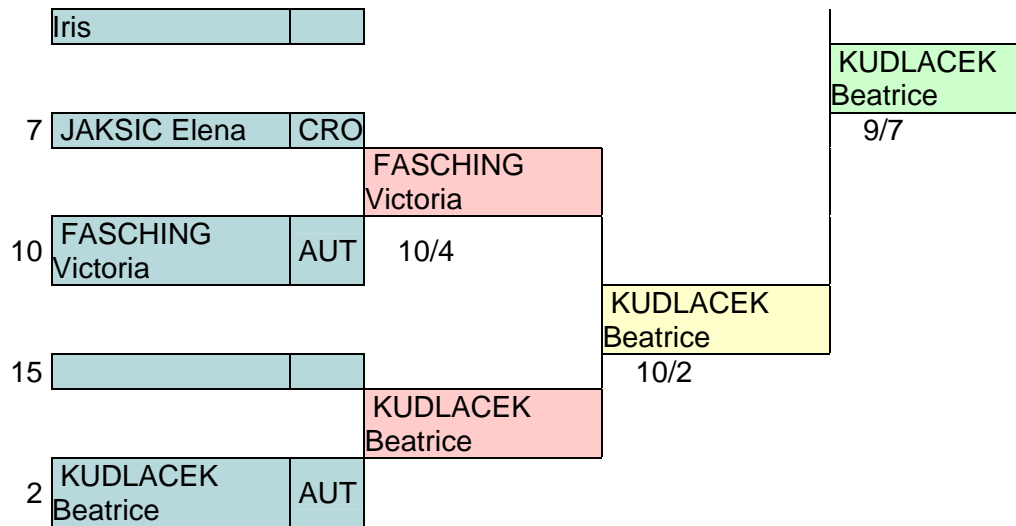 Iris
KUDLACEK
Beatrice
7 JAKSIC Elena CRO 9/7
FASCHING
Victoria
10 FASCHING
Victoria AUT 10/4
KUDLACEK
Beatrice
15 10/2
KUDLACEK
Beatrice
2 KUDLACEK
Beatrice AUT